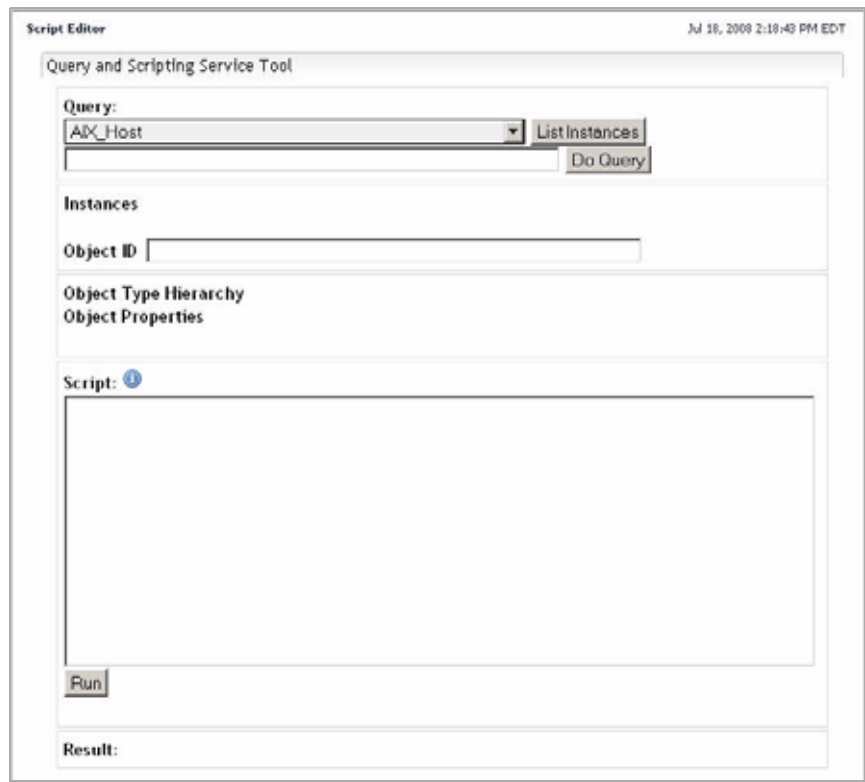 Script Editor
Jul 18, 2008 2:18:43 PM EDT
Query and Scripting Service Tool
Query:
AIX_Host
List Instances
Do Query
Instances
Object ID
Object Type Hierarchy
Object Properties
Script:
Run
Result: